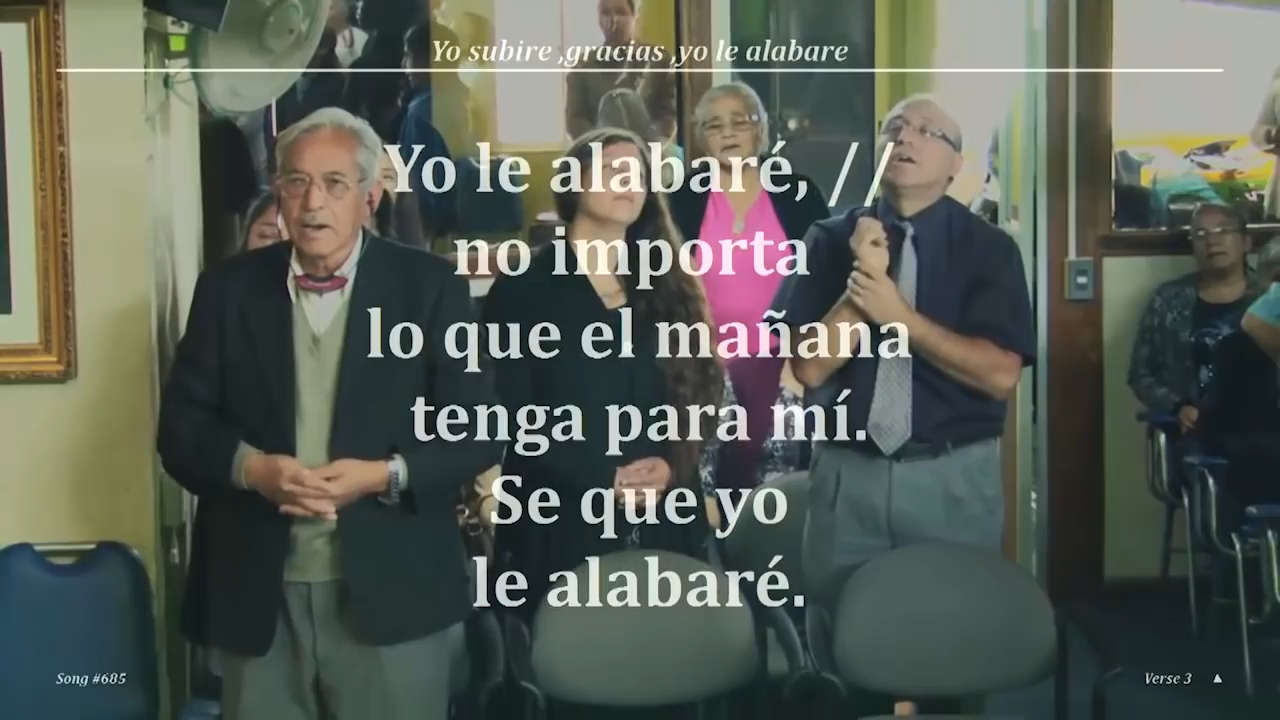 Yo subire ,gracias ,yo le alabare
Yo le alabaré, //
no importa
lo que el mañana
tenga para mí.
Se que yo
le alabaré.
Song #685
Verse 3 ▲